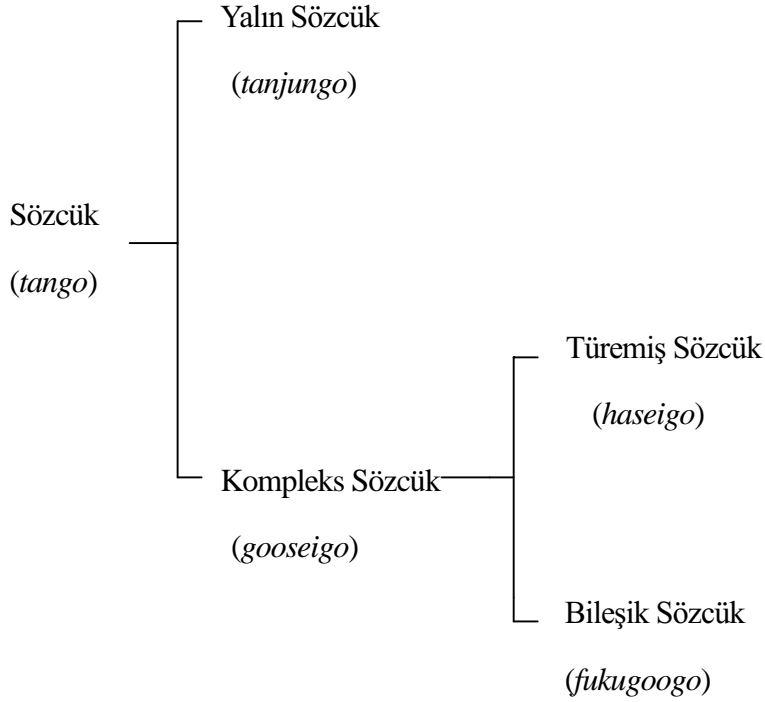 Yalın Sözcük
(tanjungo)
Sözcük
(tango)
Türemiş Sözcük
(haseigo)
Kompleks Sözcük
(gooseigo)
Bileşik Sözcük
(fukugoogo)